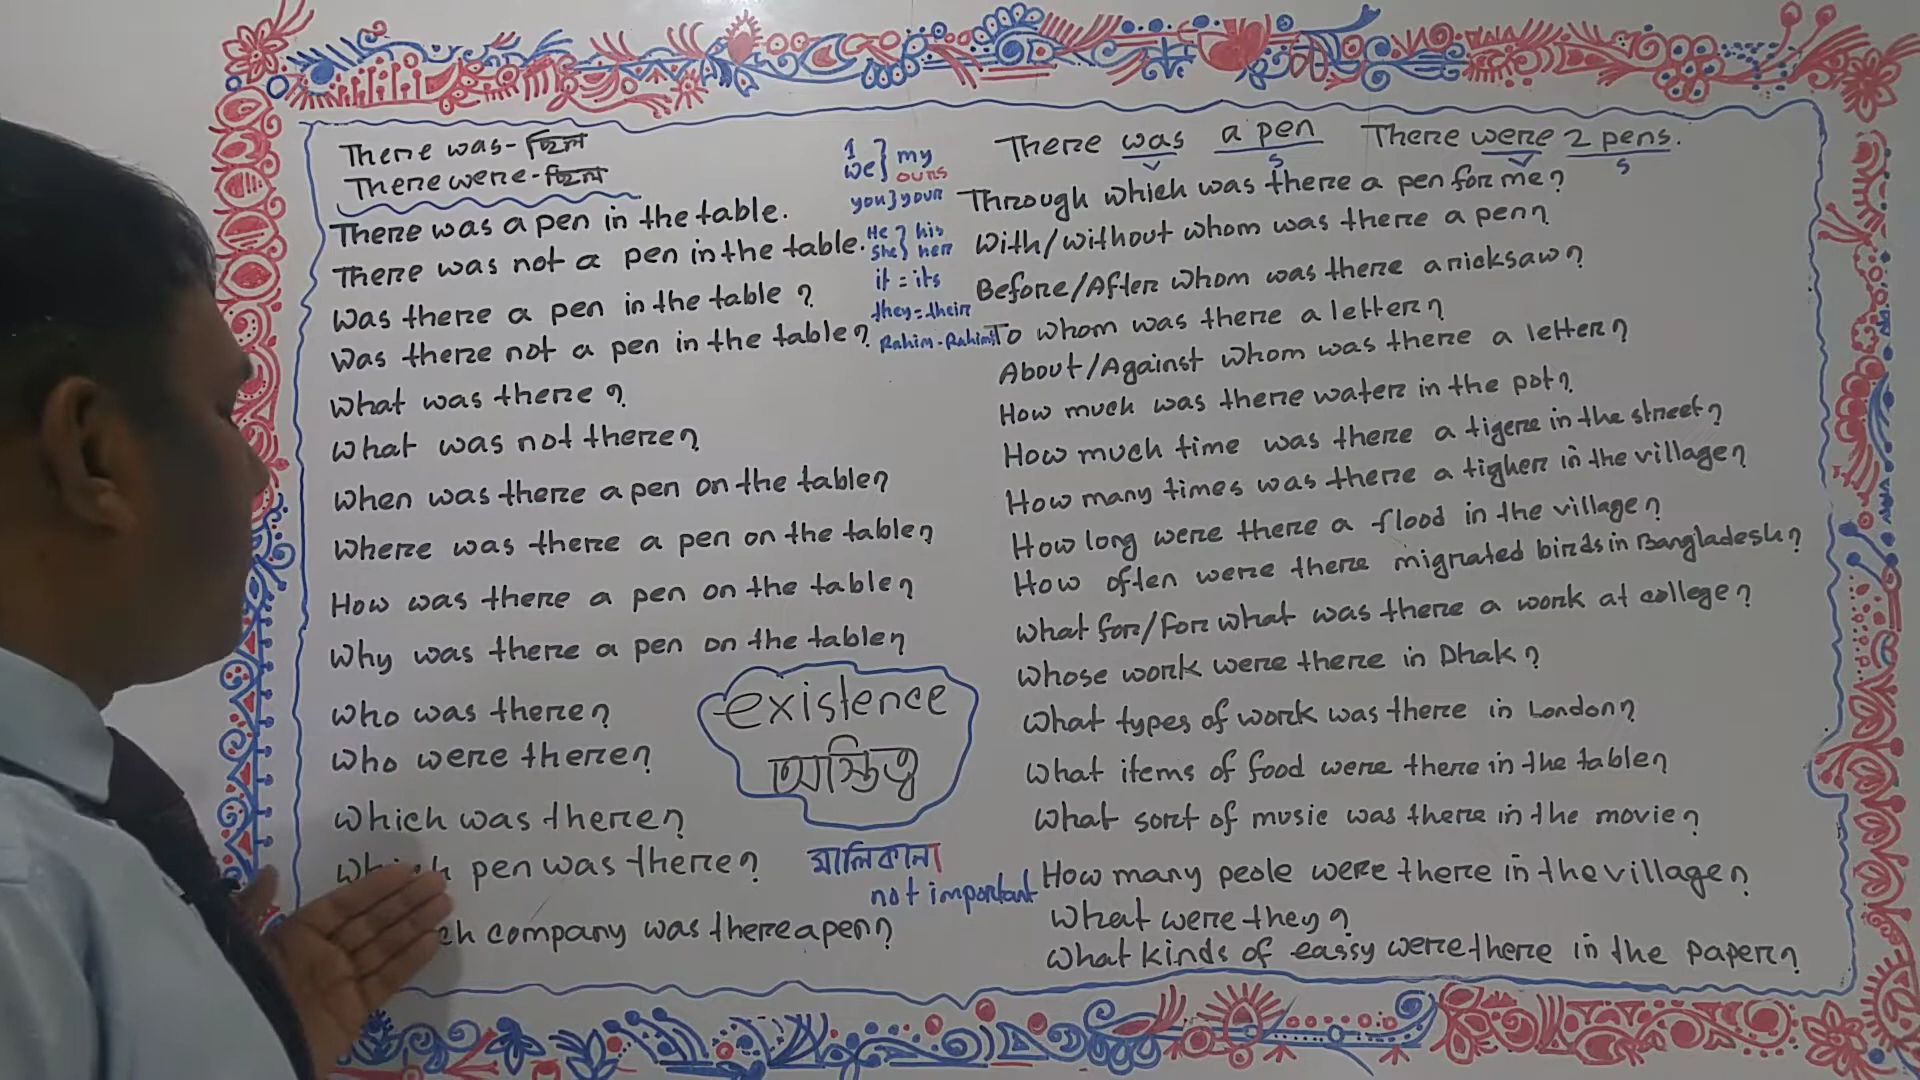 There was - ছিল
There were - ছিল
There was a pen in the table.
There was not a pen in the table.
Was there a pen in the table?
Was there not a pen in the table?
What was there?
What was not there?
When was there a pen on the table?
Where was there a pen on the table?
How was there a pen on the table?
Why was there a pen on the table?
Who was there?
Who were there?
Which was there?
Which pen was there?
company was there a pen?
I
we } my
ours
you } your
He } his
She } her
it = its
they = their
Rahim - Rahim's
existence
অস্তিত্ব
মালিকানা
not important
There was a pen There were 2 pens.
v s v s
Through which was there a pen for me?
With/without whom was there a pen?
Before/After whom was there a ricksaw?
To whom was there a letter?
About/Against whom was there a letter?
How much was there water in the pot?
How much time was there a tigere in the street?
How many times was there a tigher in the village?
How long were there a flood in the village?
How often were there migrated birds in Bangladesh?
What for/For what was there a work at college?
Whose work were there in Dhak?
What types of work was there in London?
What items of food were there in the table?
What sort of music was there in the movie?
How many peole were there in the village?
What were they?
What kinds of eassy were there in the paper?